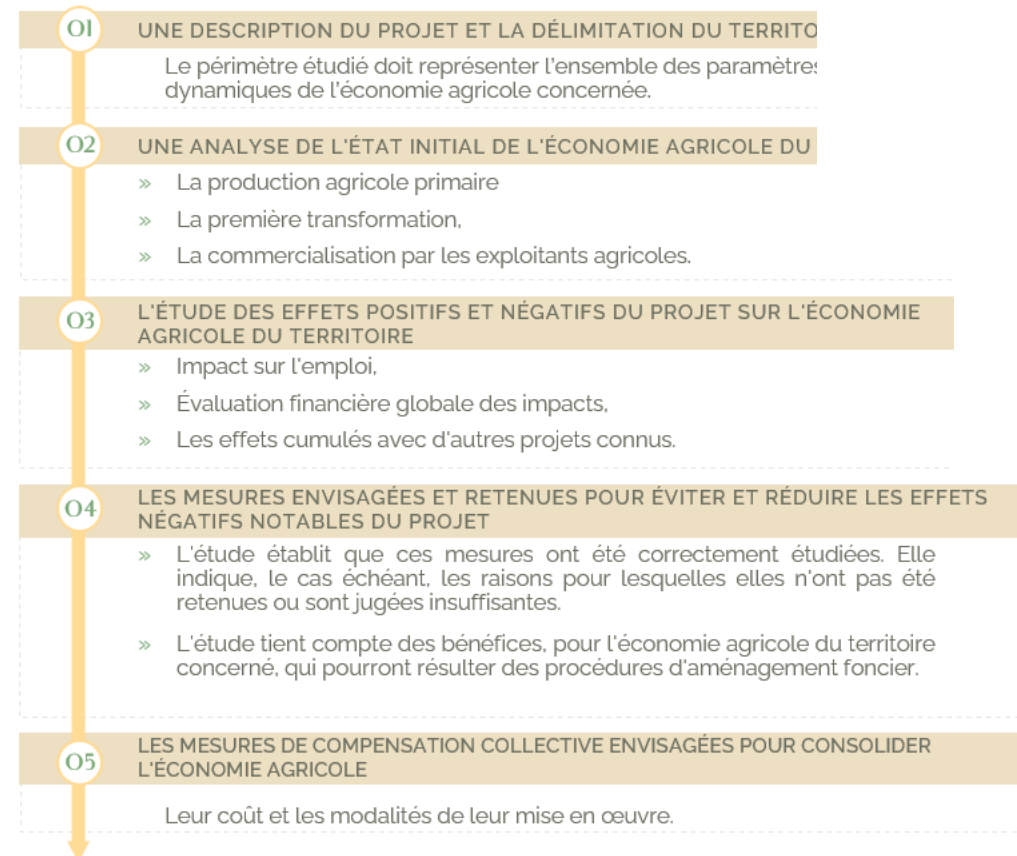 01
UNE DESCRIPTION DU PROJET ET LA DÉLIMITATION DU TERRITO
Le périmètre étudié doit représenter l'ensemble des paramètres
dynamiques de l'économie agricole concernée.
02
UNE ANALYSE DE L'ÉTAT INITIAL DE L'ÉCONOMIE AGRICOLE DU
» La production agricole primaire
» La première transformation,
» La commercialisation par les exploitants agricoles.
03
L'ÉTUDE DES EFFETS POSITIFS ET NÉGATIFS DU PROJET SUR L'ÉCONOMIE
AGRICOLE DU TERRITOIRE
» Impact sur l'emploi,
» Évaluation financière globale des impacts,
» Les effets cumulés avec d'autres projets connus.
04
LES MESURES ENVISAGÉES ET RETENUES POUR ÉVITER ET RÉDUIRE LES EFFETS
NÉGATIFS NOTABLES DU PROJET
» L'étude établit que ces mesures ont été correctement étudiées. Elle
indique, le cas échéant, les raisons pour lesquelles elles n'ont pas été
retenues ou sont jugées insuffisantes.
» L'étude tient compte des bénéfices, pour l'économie agricole du territoire
concerné, qui pourront résulter des procédures d'aménagement foncier.
05
LES MESURES DE COMPENSATION COLLECTIVE ENVISAGÉES POUR CONSOLIDER
L'ÉCONOMIE AGRICOLE
Leur coût et les modalités de leur mise en œuvre.